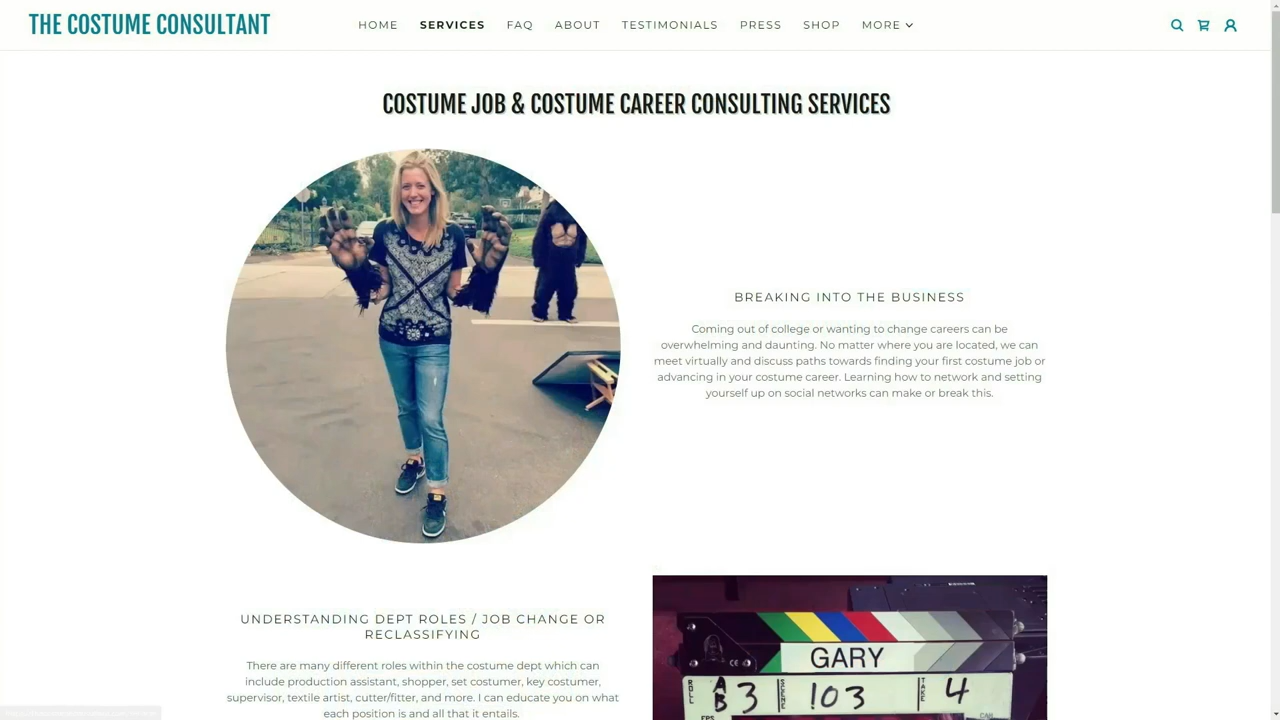 THE COSTUME CONSULTANT
HOME SERVICES FAQ ABOUT TESTIMONIALS PRESS SHOP MORE
COSTUME JOB & COSTUME CAREER CONSULTING SERVICES
BREAKING INTO THE BUSINESS
Coming out of college or wanting to change careers can be
overwhelming and daunting. No matter where you are located, we can
meet virtually and discuss paths towards finding your first costume job or
advancing in your costume career. Learning how to network and setting
yourself up on social networks can make or break this.
UNDERSTANDING DEPT ROLES / JOB CHANGE OR
RECLASSIFYING
There are many different roles within the costume dept which can
include production assistant, shopper, set costumer, key costumer,
supervisor, textile artist, cutter/fitter, and more. I can educate you on what
each position is and all that it entails.
GARY
ROLL A B 3 SCENE 103 TAKE 4
FPS CAM